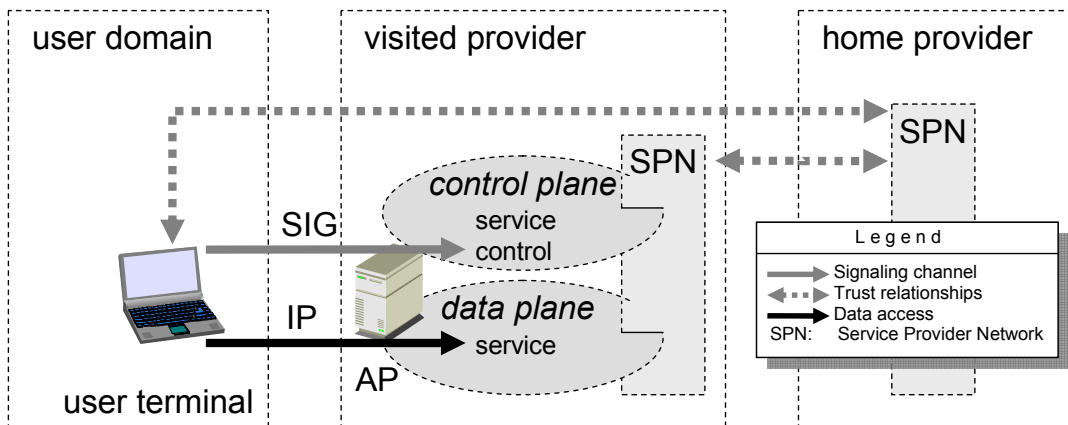 user domain
visited provider
home provider
SPN
SPN
control plane
service
control
SIG
data plane
service
IP
AP
user terminal
Legend
Signaling channel
Trust relationships
Data access
SPN: Service Provider Network